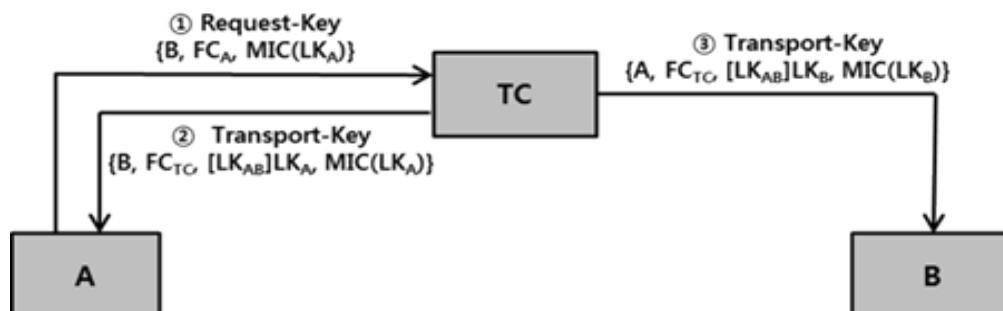 ① Request-Key
{B, FC_A, MIC(LK_A)}
③ Transport-Key
{A, FC_TC, [LK_AB]LK_B, MIC(LK_B)}
TC
② Transport-Key
{B, FC_TC, [LK_AB]LK_A, MIC(LK_A)}
A
B